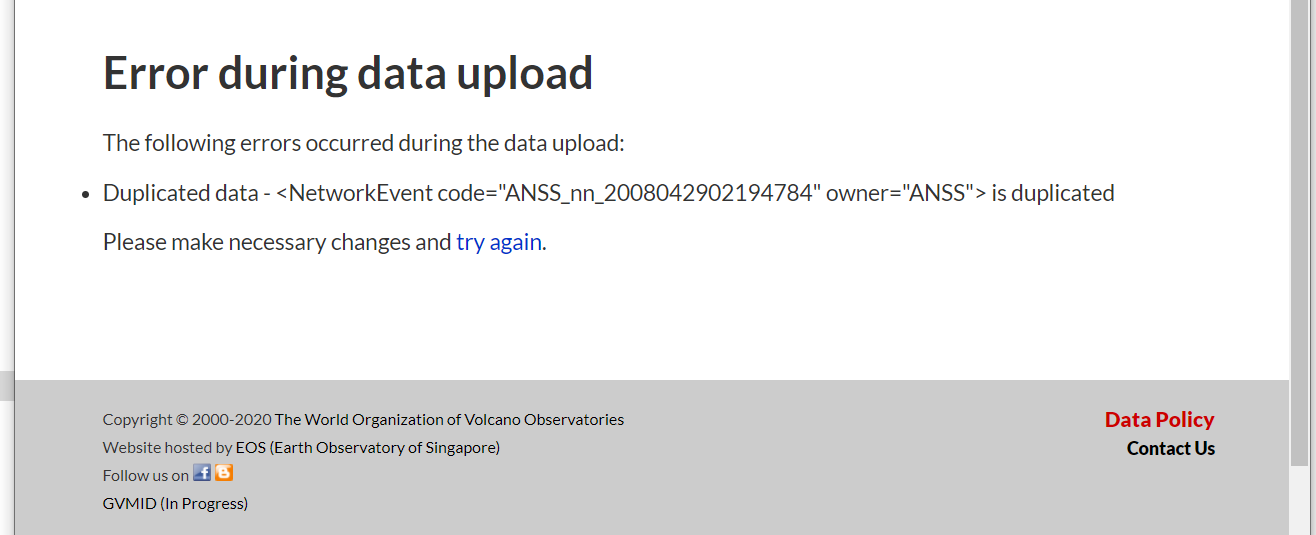 Error during data upload
The following errors occurred during the data upload:
Duplicated data - <NetworkEvent code="ANSS_nn_2008042902194784" owner="ANSS"> is duplicated
Please make necessary changes and try again.
Copyright © 2000-2020 The World Organization of Volcano Observatories
Website hosted by EOS (Earth Observatory of Singapore)
Follow us on
GVMID (In Progress)
Data Policy
Contact Us